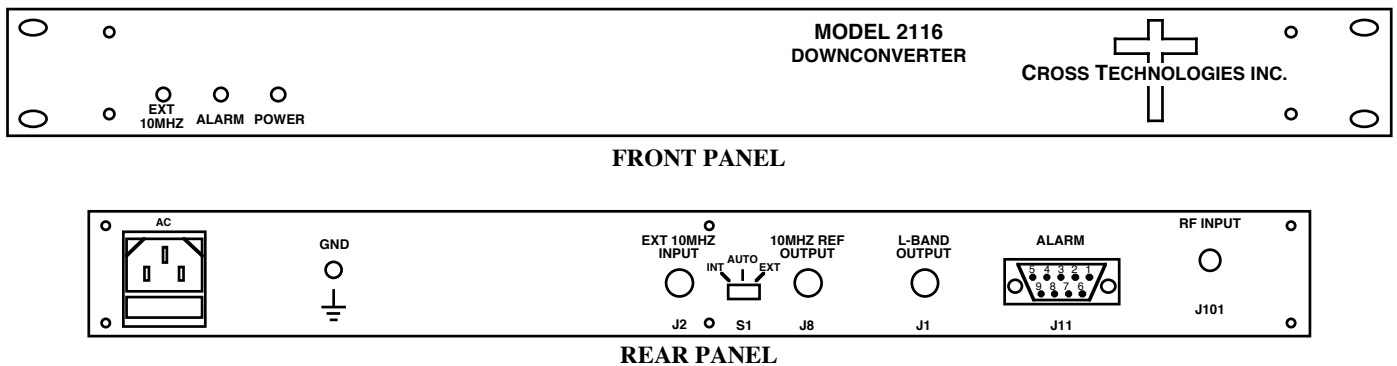 MODEL 2116
DOWNCONVERTER
CROSS TECHNOLOGIES INC.
EXT
10MHZ
ALARM
POWER
FRONT PANEL
AC
GND
EXT 10MHZ
INPUT
INT
AUTO
EXT
10MHZ REF
OUTPUT
L-BAND
OUTPUT
ALARM
5 4 3 2 1
9 8 7 6
RF INPUT
J2
S1
J8
J1
J11
J101
REAR PANEL